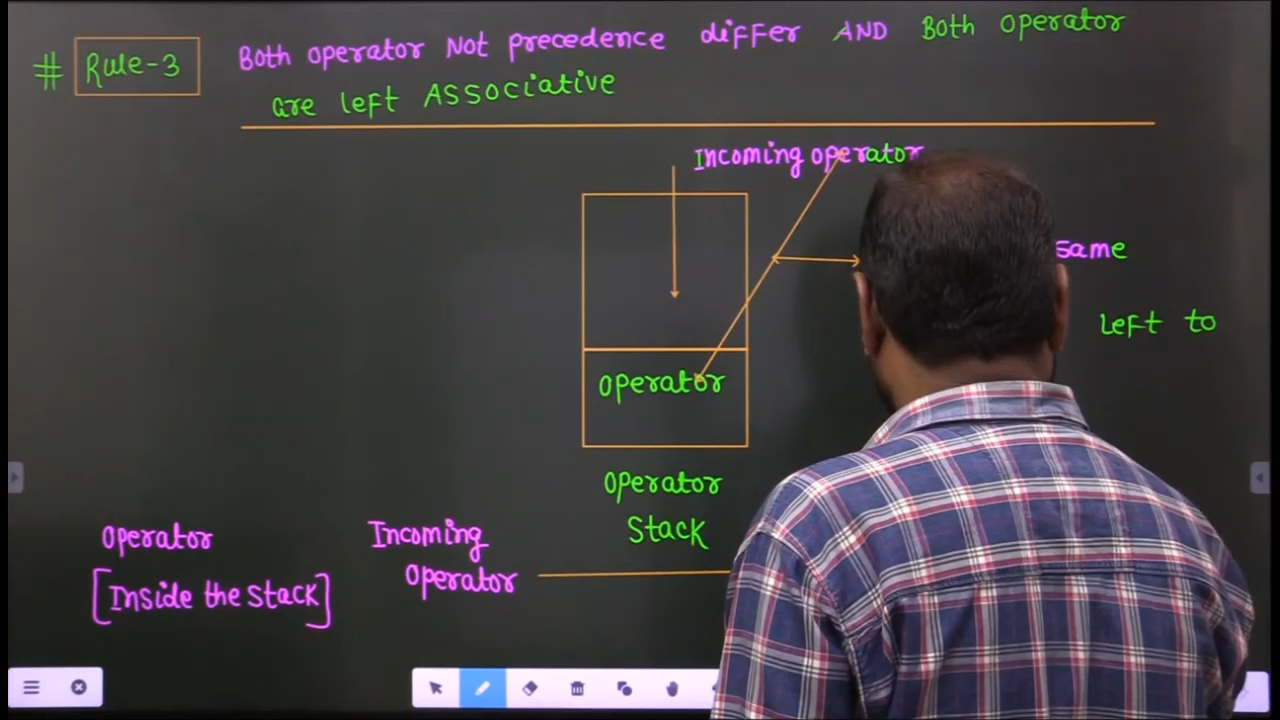 # Rule-3 Both operator Not precedence differ AND Both operator
are left Associative
Incoming operator
same
Left to
operator
operator
Stack
Operator
[Inside the Stack]
Incoming
Operator